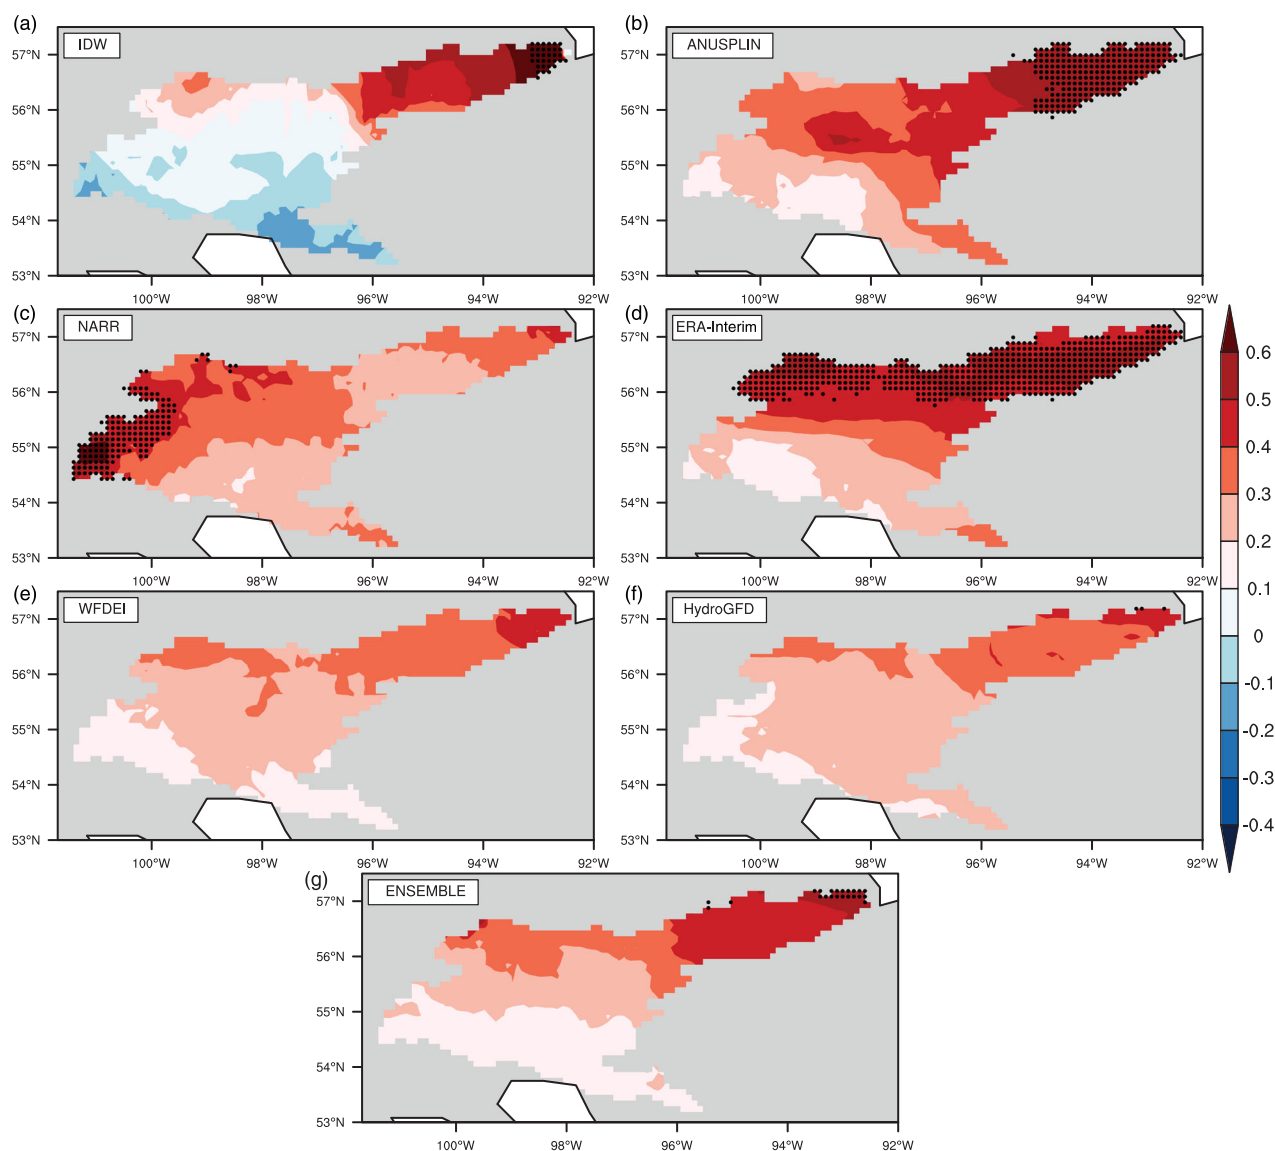 (a) (b)
IDW ANUSPLIN
57°N 57°N
56°N 56°N
55°N 55°N
54°N 54°N
53°N 53°N
100°W 98°W 96°W 94°W 92°W 100°W 98°W 96°W 94°W 92°W
(c) (d)
NARR ERA-Interim
57°N 57°N
56°N 56°N
55°N 55°N
54°N 54°N
53°N 53°N
100°W 98°W 96°W 94°W 92°W 100°W 98°W 96°W 94°W 92°W
(e) (f)
WFDEI HydroGFD
57°N 57°N
56°N 56°N
55°N 55°N
54°N 54°N
53°N 53°N
100°W 98°W 96°W 94°W 92°W 100°W 98°W 96°W 94°W 92°W
0.6
0.5
0.4
0.3
0.2
0.1
0
-0.1
-0.2
-0.3
-0.4
(g)
ENSEMBLE
57°N
56°N
55°N
54°N
53°N
100°W 98°W 96°W 94°W 92°W